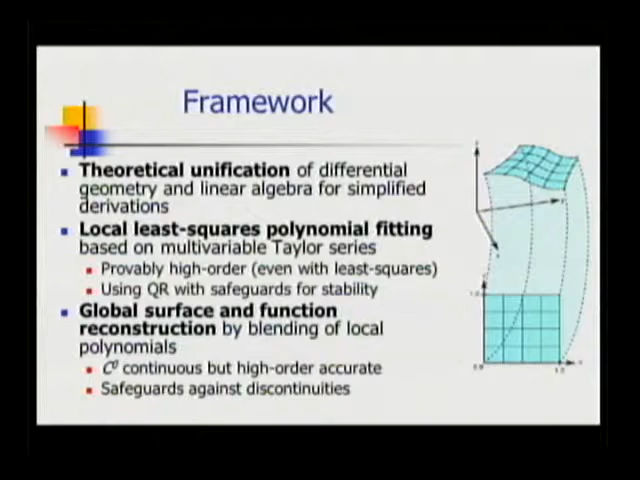 Framework
Theoretical unification of differential
geometry and linear algebra for simplified
derivations
Local least-squares polynomial fitting
based on multivariable Taylor series
Provably high-order (even with least-squares)
Using QR with safeguards for stability
Global surface and function
reconstruction by blending of local
polynomials
C⁰ continuous but high-order accurate
Safeguards against discontinuities